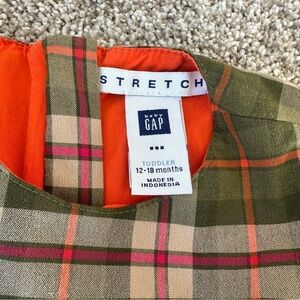 STRETCH
baby
GAP
TODDLER
12-18 months
MADE IN
INDONESIA